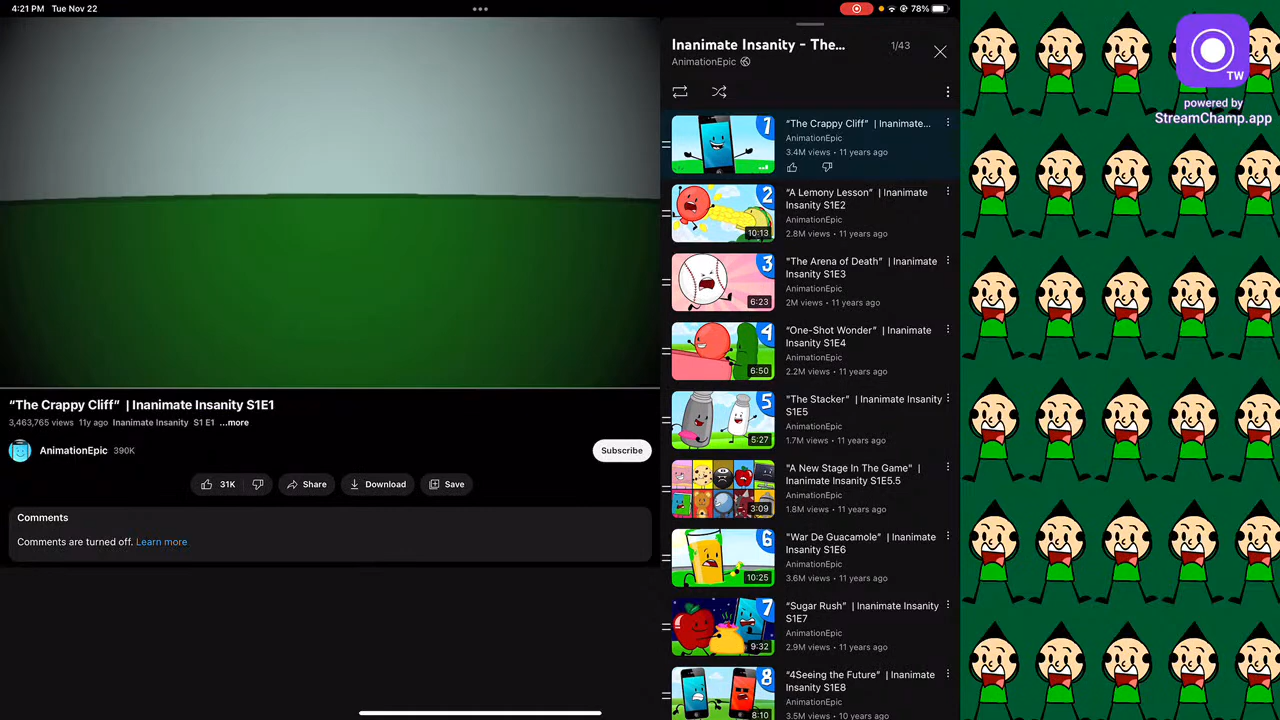 4:21 PM Tue Nov 22
78%
“The Crappy Cliff” | Inanimate Insanity S1E1
3,463,765 views 11y ago Inanimate Insanity S1 E1 ...more
AnimationEpic 390K
Subscribe
31K
Share
Download
Save
Comments
Comments are turned off. Learn more
Inanimate Insanity - The...
1/43
AnimationEpic
1
“The Crappy Cliff” | Inanimate...
AnimationEpic
3.4M views • 11 years ago
2
10:13
“A Lemony Lesson” | Inanimate
Insanity S1E2
AnimationEpic
2.8M views • 11 years ago
3
6:23
"The Arena of Death” | Inanimate
Insanity S1E3
AnimationEpic
2M views • 11 years ago
4
6:50
“One-Shot Wonder” | Inanimate
Insanity S1E4
AnimationEpic
2.2M views • 11 years ago
5
5:27
"The Stacker” | Inanimate Insanity
S1E5
AnimationEpic
1.7M views • 11 years ago
3:09
"A New Stage In The Game” |
Inanimate Insanity S1E5.5
AnimationEpic
1.8M views • 11 years ago
6
10:25
"War De Guacamole” | Inanimate
Insanity S1E6
AnimationEpic
3.6M views • 11 years ago
7
9:32
“Sugar Rush” | Inanimate Insanity
S1E7
AnimationEpic
2.9M views • 11 years ago
8
8:10
“4Seeing the Future” | Inanimate
Insanity S1E8
AnimationEpic
3.5M views • 10 years ago
TW
powered by
StreamChamp.app